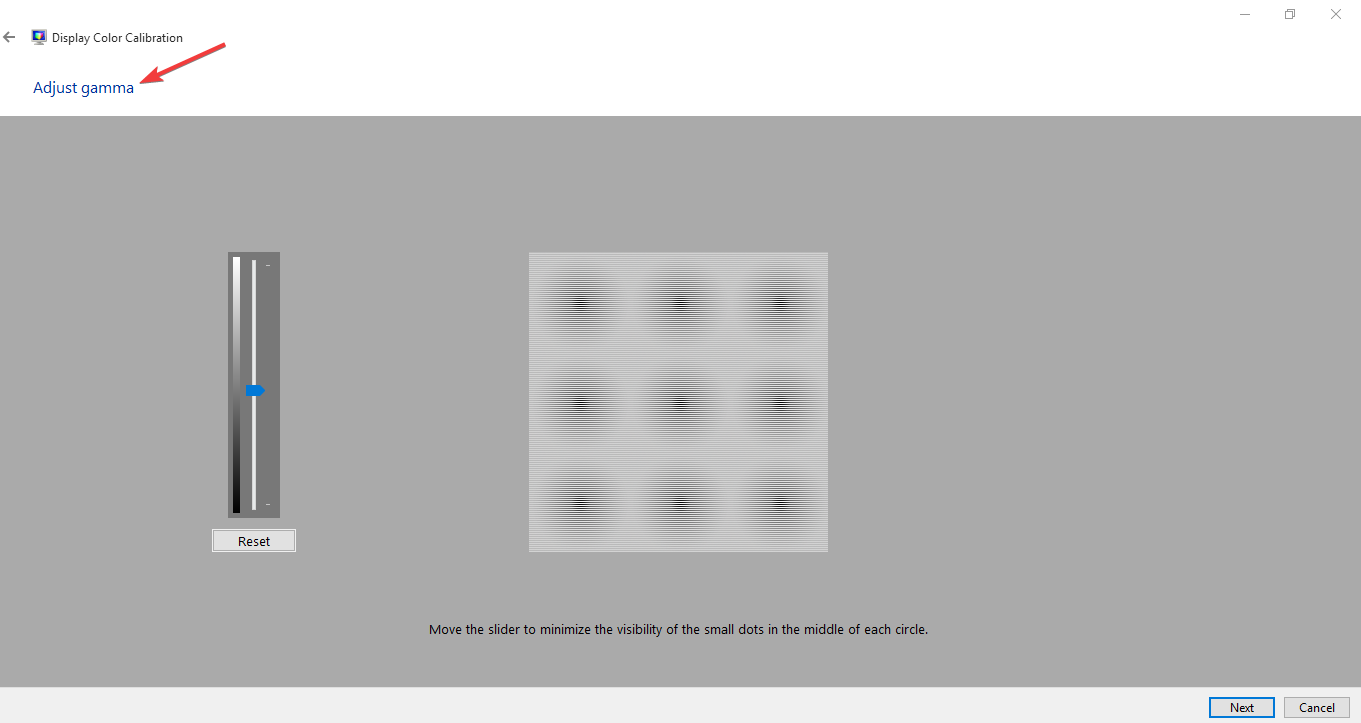 Display Color Calibration
Adjust gamma
Reset
Move the slider to minimize the visibility of the small dots in the middle of each circle.
Next
Cancel